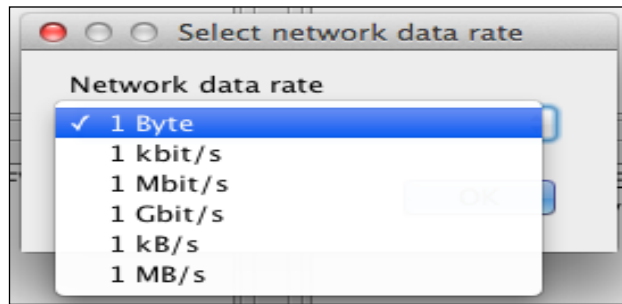 Select network data rate
Network data rate
✓ 1 Byte
1 kbit/s
1 Mbit/s
1 Gbit/s
OK
1 kB/s
1 MB/s